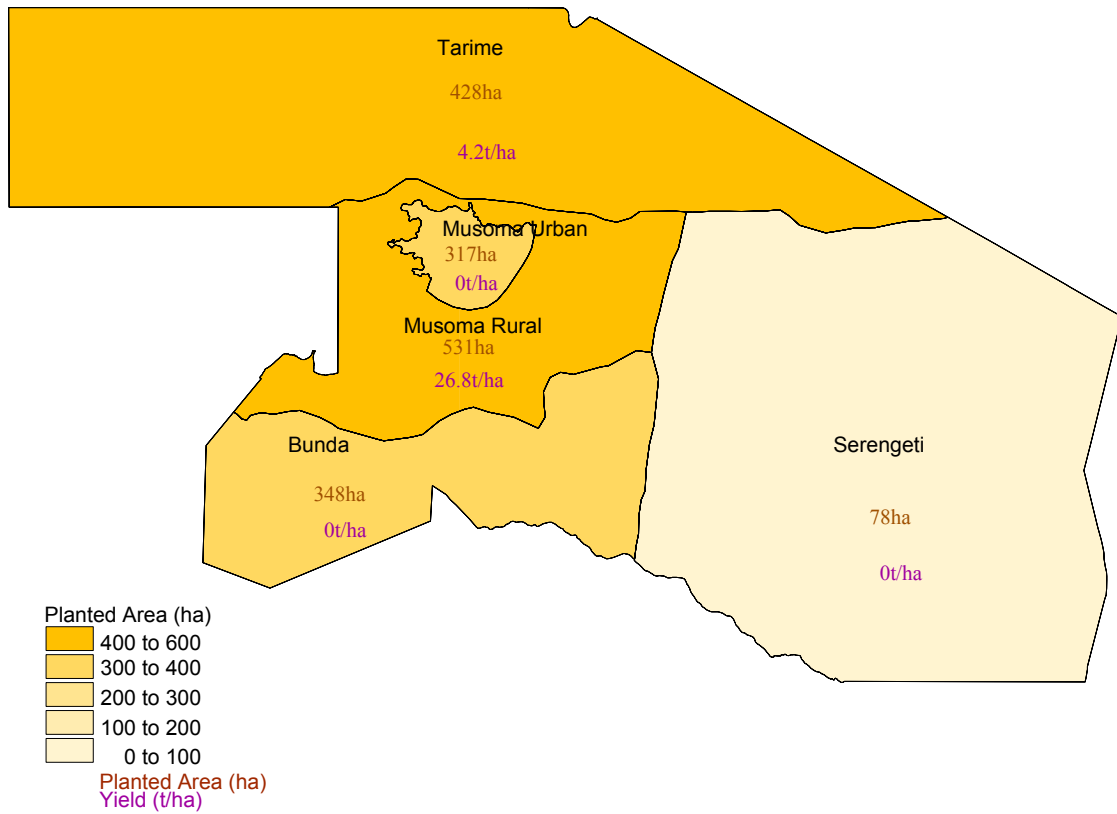 Tarime
428ha
4.2t/ha
Musoma Urban
317ha
0t/ha
Musoma Rural
531ha
26.8t/ha
Bunda
348ha
0t/ha
Serengeti
78ha
0t/ha
Planted Area (ha)
400 to 600
300 to 400
200 to 300
100 to 200
0 to 100
Planted Area (ha)
Yield (t/ha)